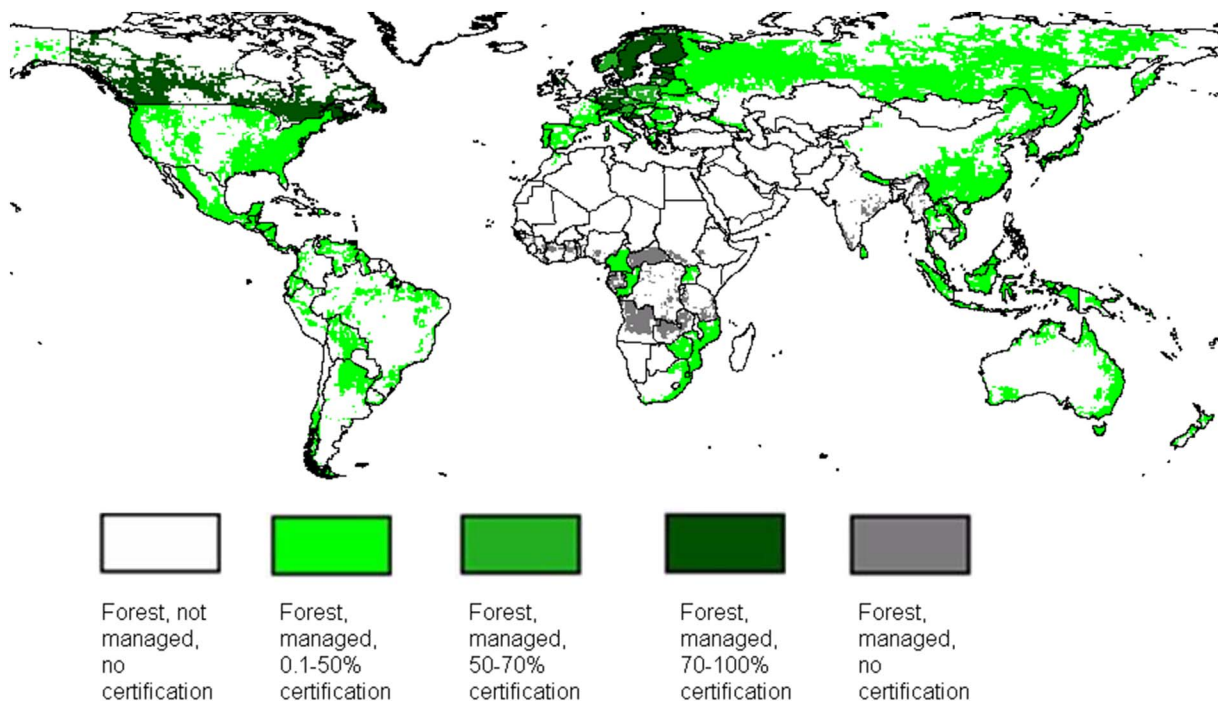 Forest, not
managed,
no
certification
Forest,
managed,
0.1-50%
certification
Forest,
managed,
50-70%
certification
Forest,
managed,
70-100%
certification
Forest,
managed,
no
certification